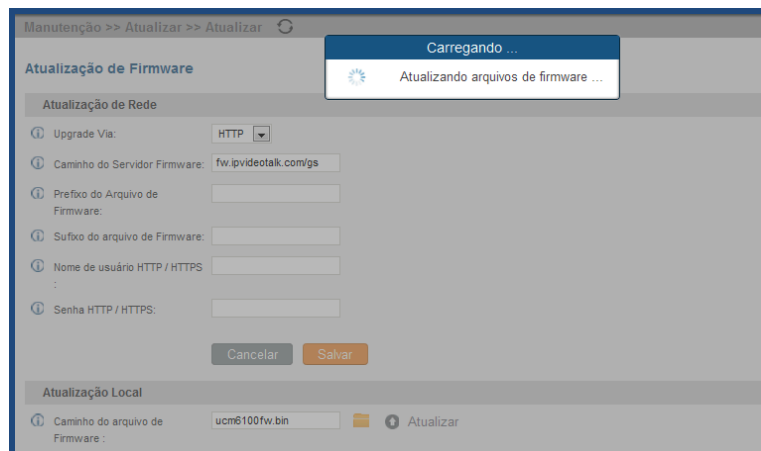 Manutenção >> Atualizar >> Atualizar
Carregando ...
Atualizando arquivos de firmware ...
Atualização de Firmware
Atualização de Rede
Upgrade Via:
HTTP
Caminho do Servidor Firmware:
fw.ipvideotalk.com/gs
Prefixo do Arquivo de
Firmware:
Sufixo do arquivo de Firmware:
Nome de usuário HTTP / HTTPS
:
Senha HTTP / HTTPS:
Cancelar
Salvar
Atualização Local
Caminho do arquivo de
Firmware :
ucm6100fw.bin
Atualizar